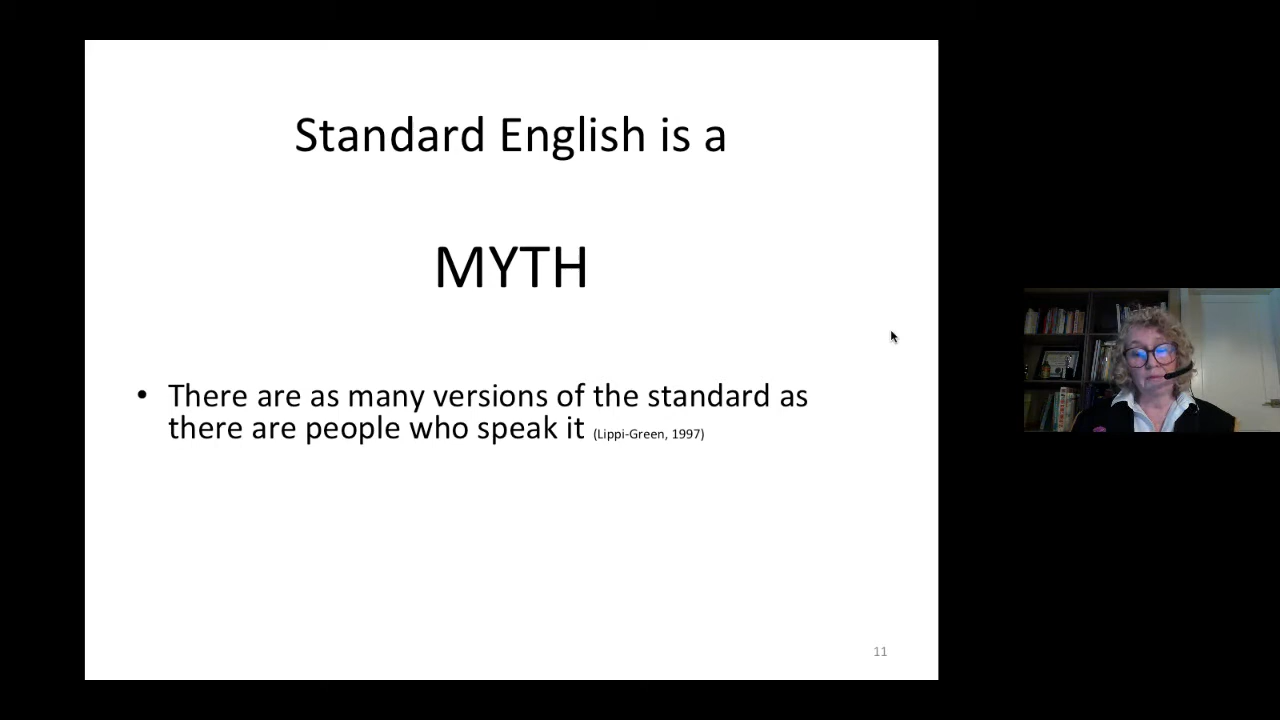 Standard English is a
MYTH
• There are as many versions of the standard as
there are people who speak it (Lippi-Green, 1997)
11